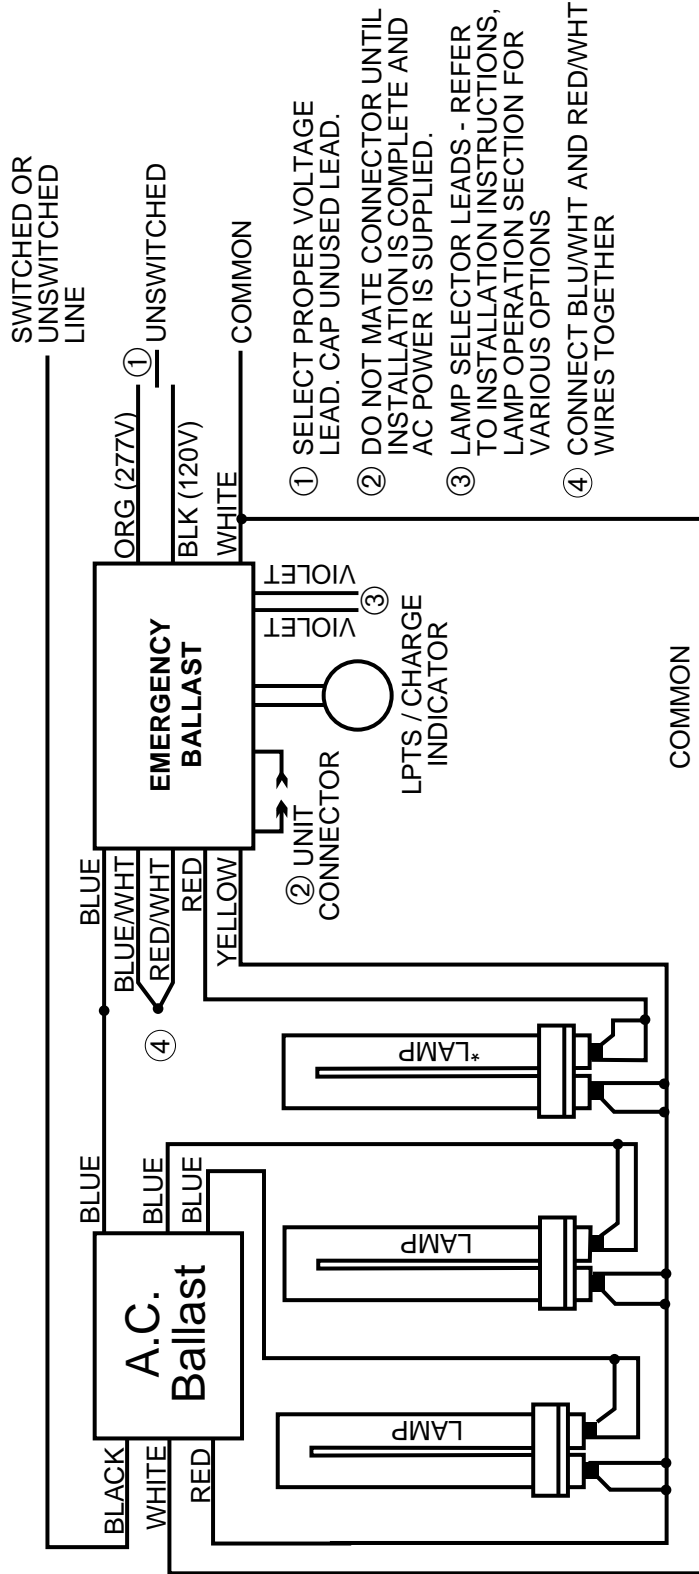 SWITCHED OR
UNSWITCHED
LINE
ORG (277V)
① UNSWITCHED
BLK (120V)
WHITE
COMMON
EMERGENCY
BALLAST
VIOLET
VIOLET
③
LPTS / CHARGE
INDICATOR
② UNIT
CONNECTOR
BLUE
BLUE/WHT
RED/WHT
RED
YELLOW
④
BLUE
BLUE
BLUE
A.C.
Ballast
BLACK
WHITE
RED
LAMP
LAMP
*LAMP
COMMON
① SELECT PROPER VOLTAGE
LEAD. CAP UNUSED LEAD.
② DO NOT MATE CONNECTOR UNTIL
INSTALLATION IS COMPLETE AND
AC POWER IS SUPPLIED.
③ LAMP SELECTOR LEADS - REFER
TO INSTALLATION INSTRUCTIONS,
LAMP OPERATION SECTION FOR
VARIOUS OPTIONS
④ CONNECT BLU/WHT AND RED/WHT
WIRES TOGETHER